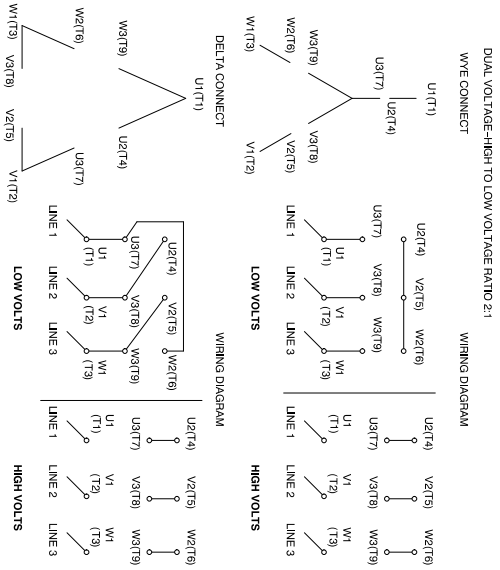 DUAL VOLTAGE–HIGH TO LOW VOLTAGE RATIO 2:1
WYE CONNECT
WIRING DIAGRAM
U1(T1)
U3(T7)
U2(T4)
W3(T9)
W2(T6)
W1(T3)
V3(T8)
V2(T5)
V1(T2)
U2(T4) V2(T5) W2(T6)
U3(T7) V3(T8) W3(T9)
U1 V1 W1
(T1) (T2) (T3)
LINE 1 LINE 2 LINE 3
LOW VOLTS
U2(T4) V2(T5) W2(T6)
U3(T7) V3(T8) W3(T9)
U1 V1 W1
(T1) (T2) (T3)
LINE 1 LINE 2 LINE 3
HIGH VOLTS
DELTA CONNECT
WIRING DIAGRAM
U1(T1)
W3(T9)
U2(T4)
W2(T6)
U3(T7)
W1(T3)
V3(T8)
V2(T5)
V1(T2)
U2(T4) V2(T5) W2(T6)
U3(T7) V3(T8) W3(T9)
U1 V1 W1
(T1) (T2) (T3)
LINE 1 LINE 2 LINE 3
LOW VOLTS
U2(T4) V2(T5) W2(T6)
U3(T7) V3(T8) W3(T9)
U1 V1 W1
(T1) (T2) (T3)
LINE 1 LINE 2 LINE 3
HIGH VOLTS